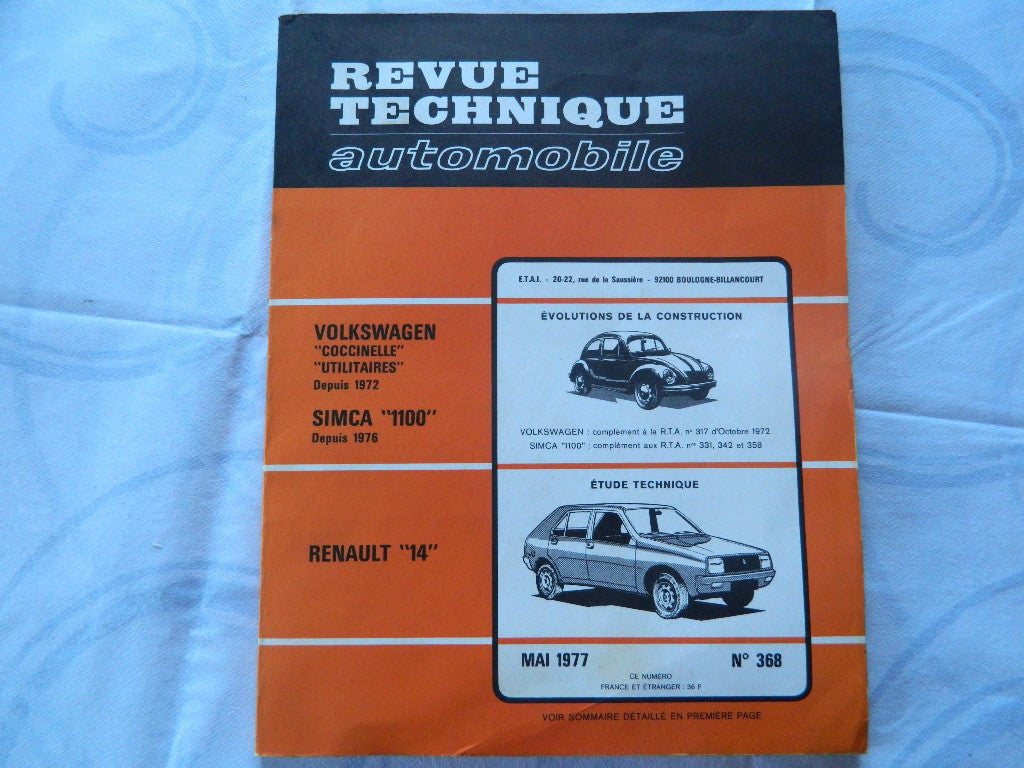 REVUE
TECHNIQUE
automobile
E.T.A.I. - 20-22, rue de la Saussière - 92100 BOULOGNE-BILLANCOURT
VOLKSWAGEN
"COCCINELLE"
"UTILITAIRES"
Depuis 1972
SIMCA "1100"
Depuis 1976
ÉVOLUTIONS DE LA CONSTRUCTION
VOLKSWAGEN : complément à la R.T.A. n° 317 d'Octobre 1972
SIMCA "1100" : complément aux R.T.A. nos 331, 342 et 358
RENAULT "14"
ÉTUDE TECHNIQUE
MAI 1977 N° 368
CE NUMÉRO
FRANCE ET ÉTRANGER : 36 F
VOIR SOMMAIRE DÉTAILLÉ EN PREMIÈRE PAGE